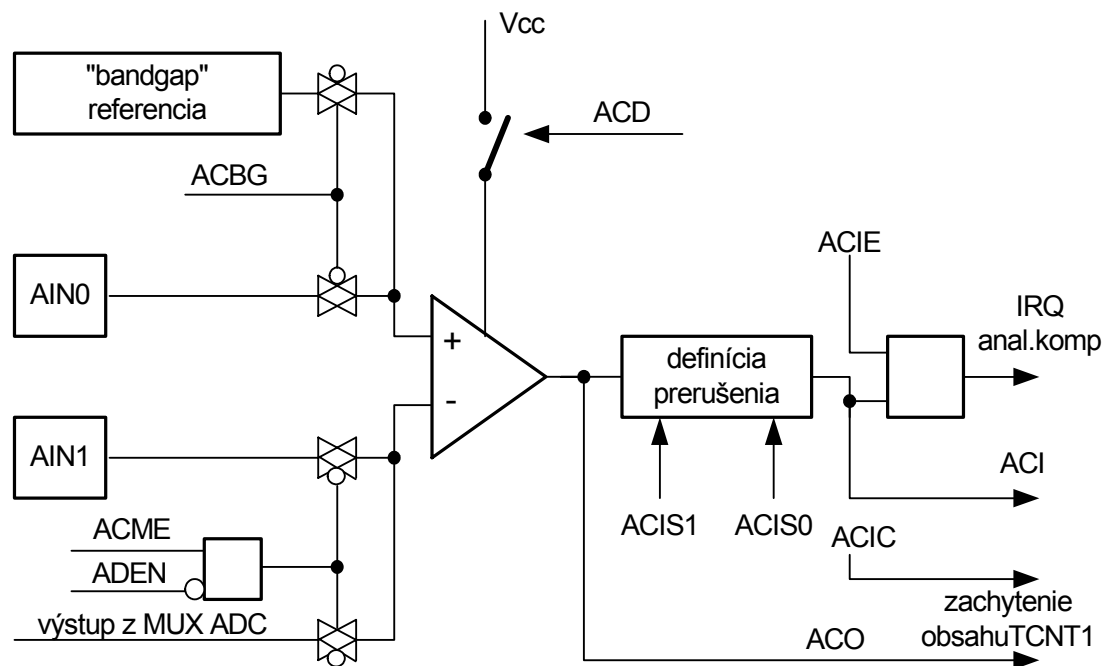 Vcc
"bandgap"
referencia
ACD
ACBG
ACIE
AIN0
IRQ
anal.komp
+
definícia
prerušenia
-
AIN1
ACI
ACIS1
ACIS0
ACME
ACIC
ADEN
výstup z MUX ADC
zachytenie
obsahuTCNT1
ACO